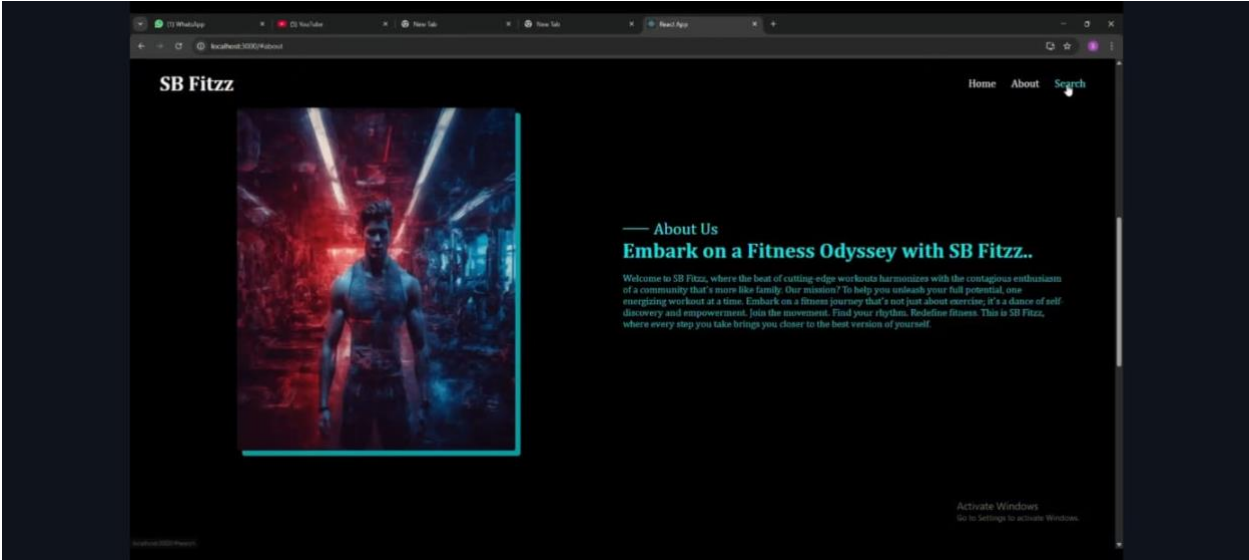 (1) WhatsApp
(5) YouTube
New Tab
New Tab
React App
localhost:3000/#about
SB Fitzz
Home
About
Search
About Us
Embark on a Fitness Odyssey with SB Fitzz..
Welcome to SB Fitzz, where the beat of cutting-edge workouts harmonizes with the contagious enthusiasm
of a community that's more like family. Our mission? To help you unleash your full potential, one
energizing workout at a time. Embark on a fitness journey that's not just about exercise; it's a dance of self-
discovery and empowerment. Join the movement. Find your rhythm. Redefine fitness. This is SB Fitzz,
where every step you take brings you closer to the best version of yourself.
Activate Windows
Go to Settings to activate Windows.